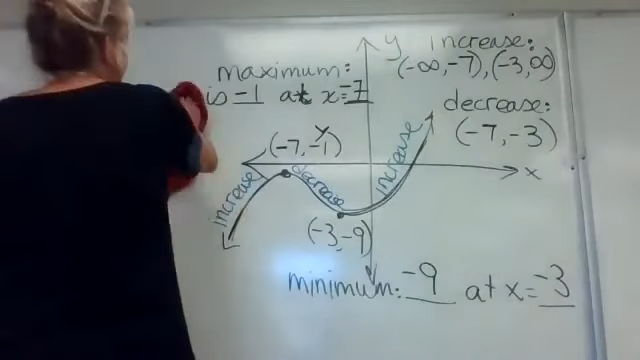 y
increase:
(-∞,-7),(-3,∞)
maximum:
is -1 at x=-7
decrease:
(-7,-3)
(-7,-1)
y
increase
decrease
increase
x
(-3,-9)
minimum: -9 at x= -3